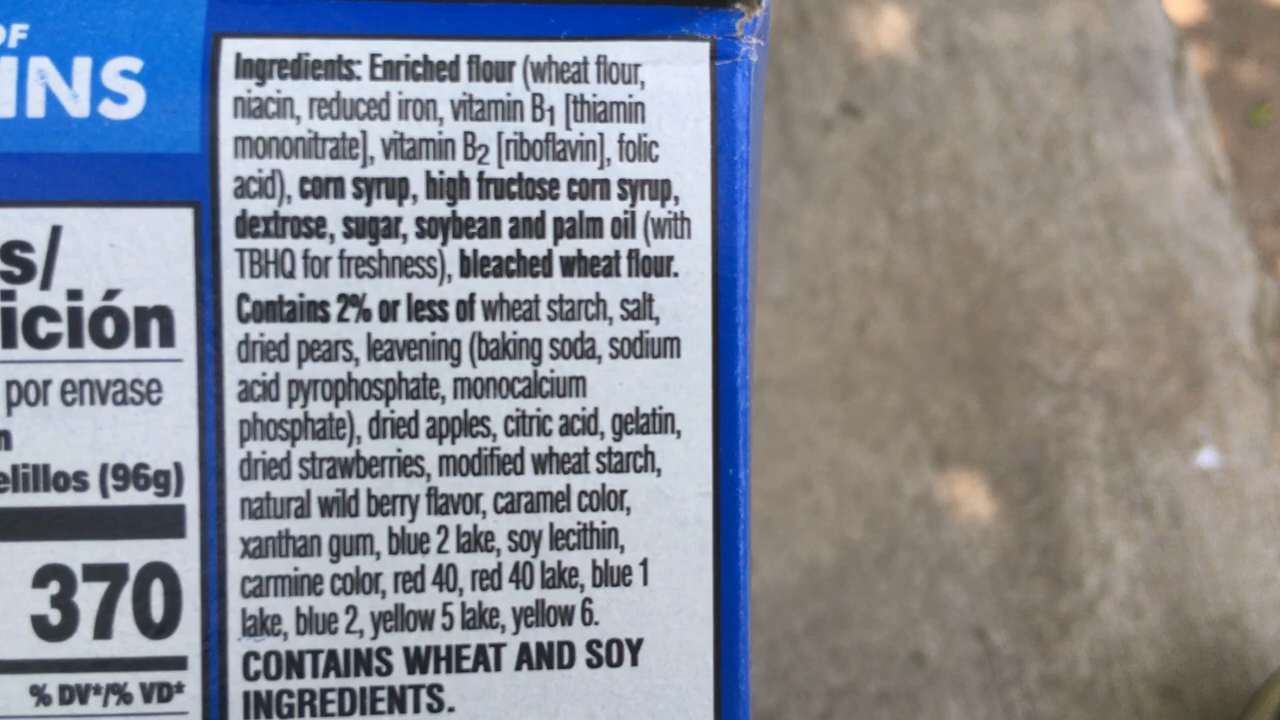 OF
INS
s/
ición
por envase
n
elillos (96g)
370
% DV*/% VD*
Ingredients: Enriched flour (wheat flour,
niacin, reduced iron, vitamin B1 [thiamin
mononitrate], vitamin B2 [riboflavin], folic
acid), corn syrup, high fructose corn syrup,
dextrose, sugar, soybean and palm oil (with
TBHQ for freshness), bleached wheat flour.
Contains 2% or less of wheat starch, salt,
dried pears, leavening (baking soda, sodium
acid pyrophosphate, monocalcium
phosphate), dried apples, citric acid, gelatin,
dried strawberries, modified wheat starch,
natural wild berry flavor, caramel color,
xanthan gum, blue 2 lake, soy lecithin,
carmine color, red 40, red 40 lake, blue 1
lake, blue 2, yellow 5 lake, yellow 6.
CONTAINS WHEAT AND SOY
INGREDIENTS.